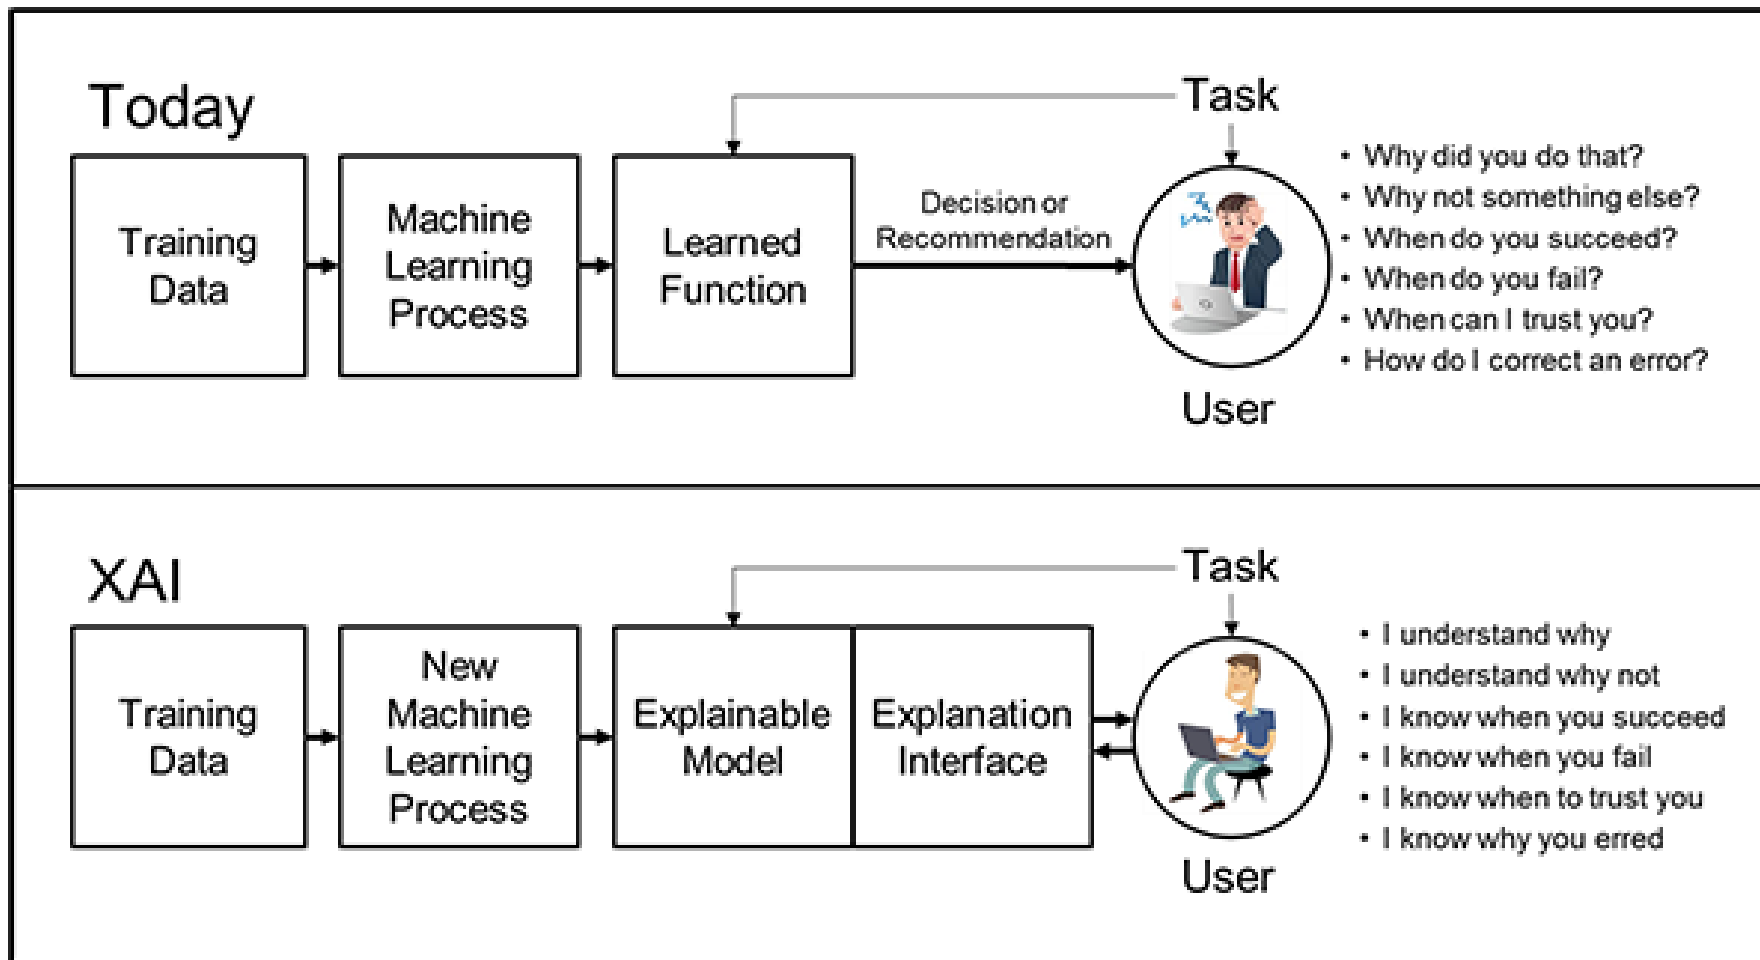 Today
Task
Training
Data
Machine
Learning
Process
Learned
Function
Decision or
Recommendation
User
• Why did you do that?
• Why not something else?
• When do you succeed?
• When do you fail?
• When can I trust you?
• How do I correct an error?
XAI
Task
Training
Data
New
Machine
Learning
Process
Explainable
Model
Explanation
Interface
User
• I understand why
• I understand why not
• I know when you succeed
• I know when you fail
• I know when to trust you
• I know why you erred